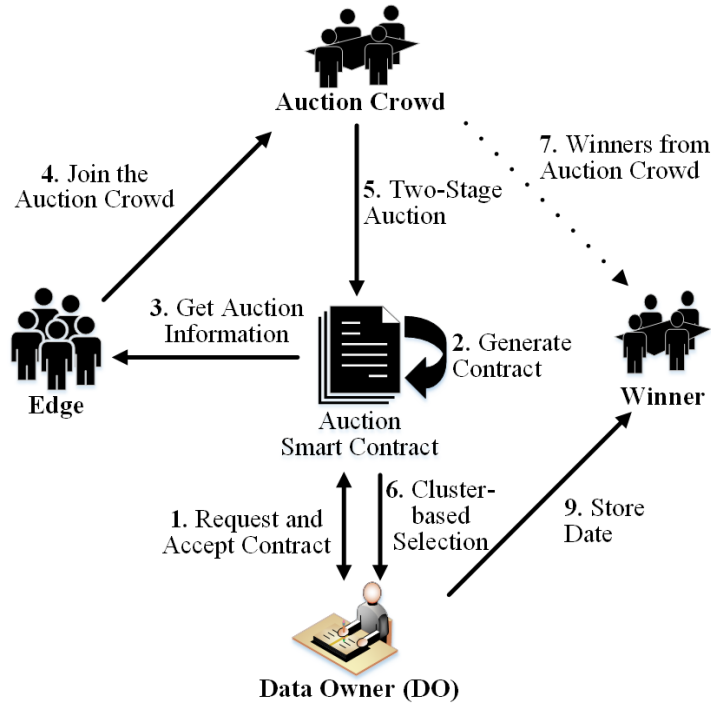 Auction Crowd
4. Join the
Auction Crowd
7. Winners from
Auction Crowd
5. Two-Stage
Auction
3. Get Auction
Information
2. Generate
Contract
Edge
Winner
Auction
Smart Contract
1. Request and
Accept Contract
6. Cluster-
based
Selection
9. Store
Date
Data Owner (DO)